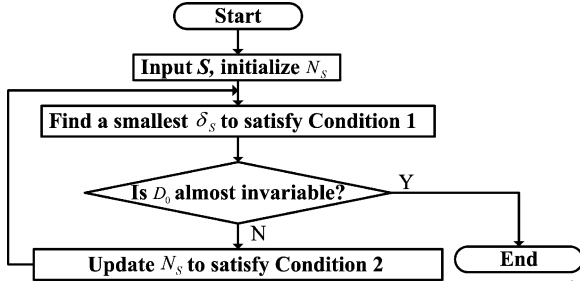 Start
Input S, initialize N_S
Find a smallest δ_S to satisfy Condition 1
Is D_0 almost invariable?
Y
N
Update N_S to satisfy Condition 2
End